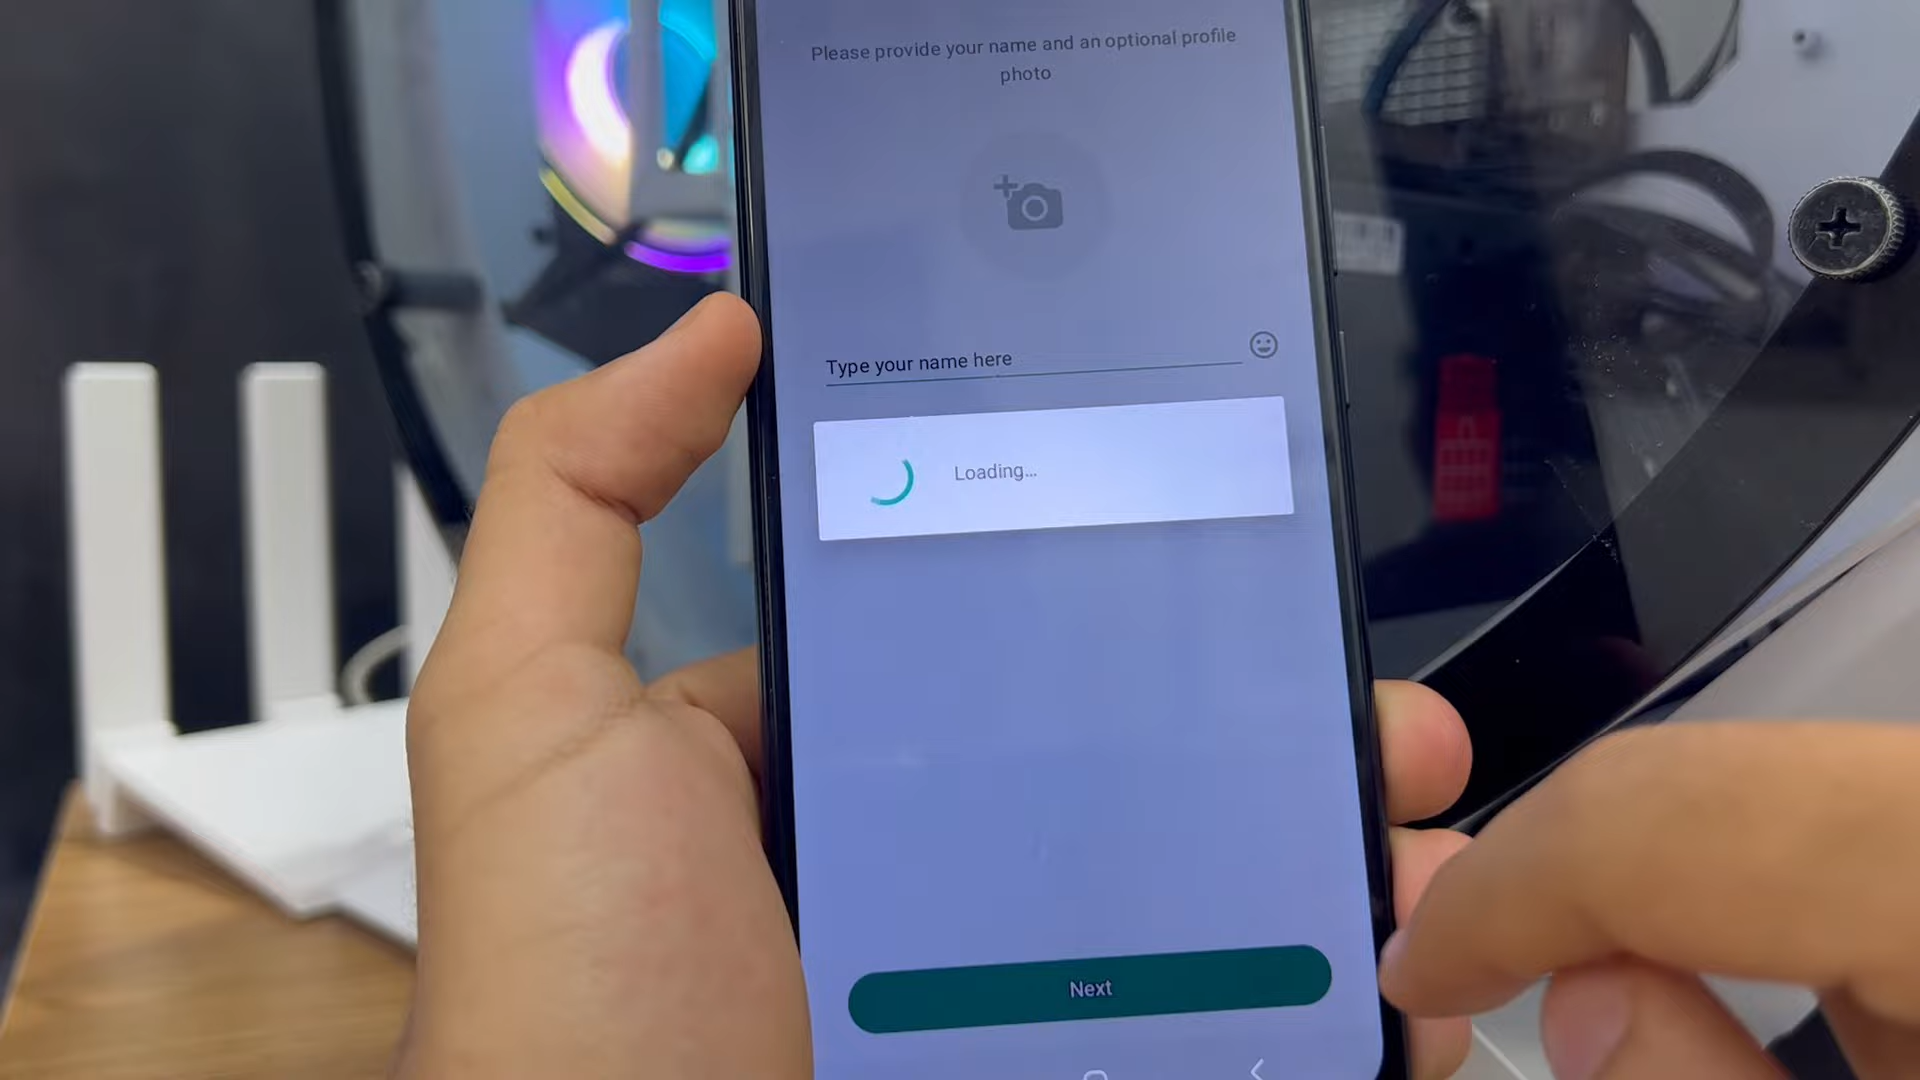 Please provide your name and an optional profile
photo
Type your name here
Loading...
Next